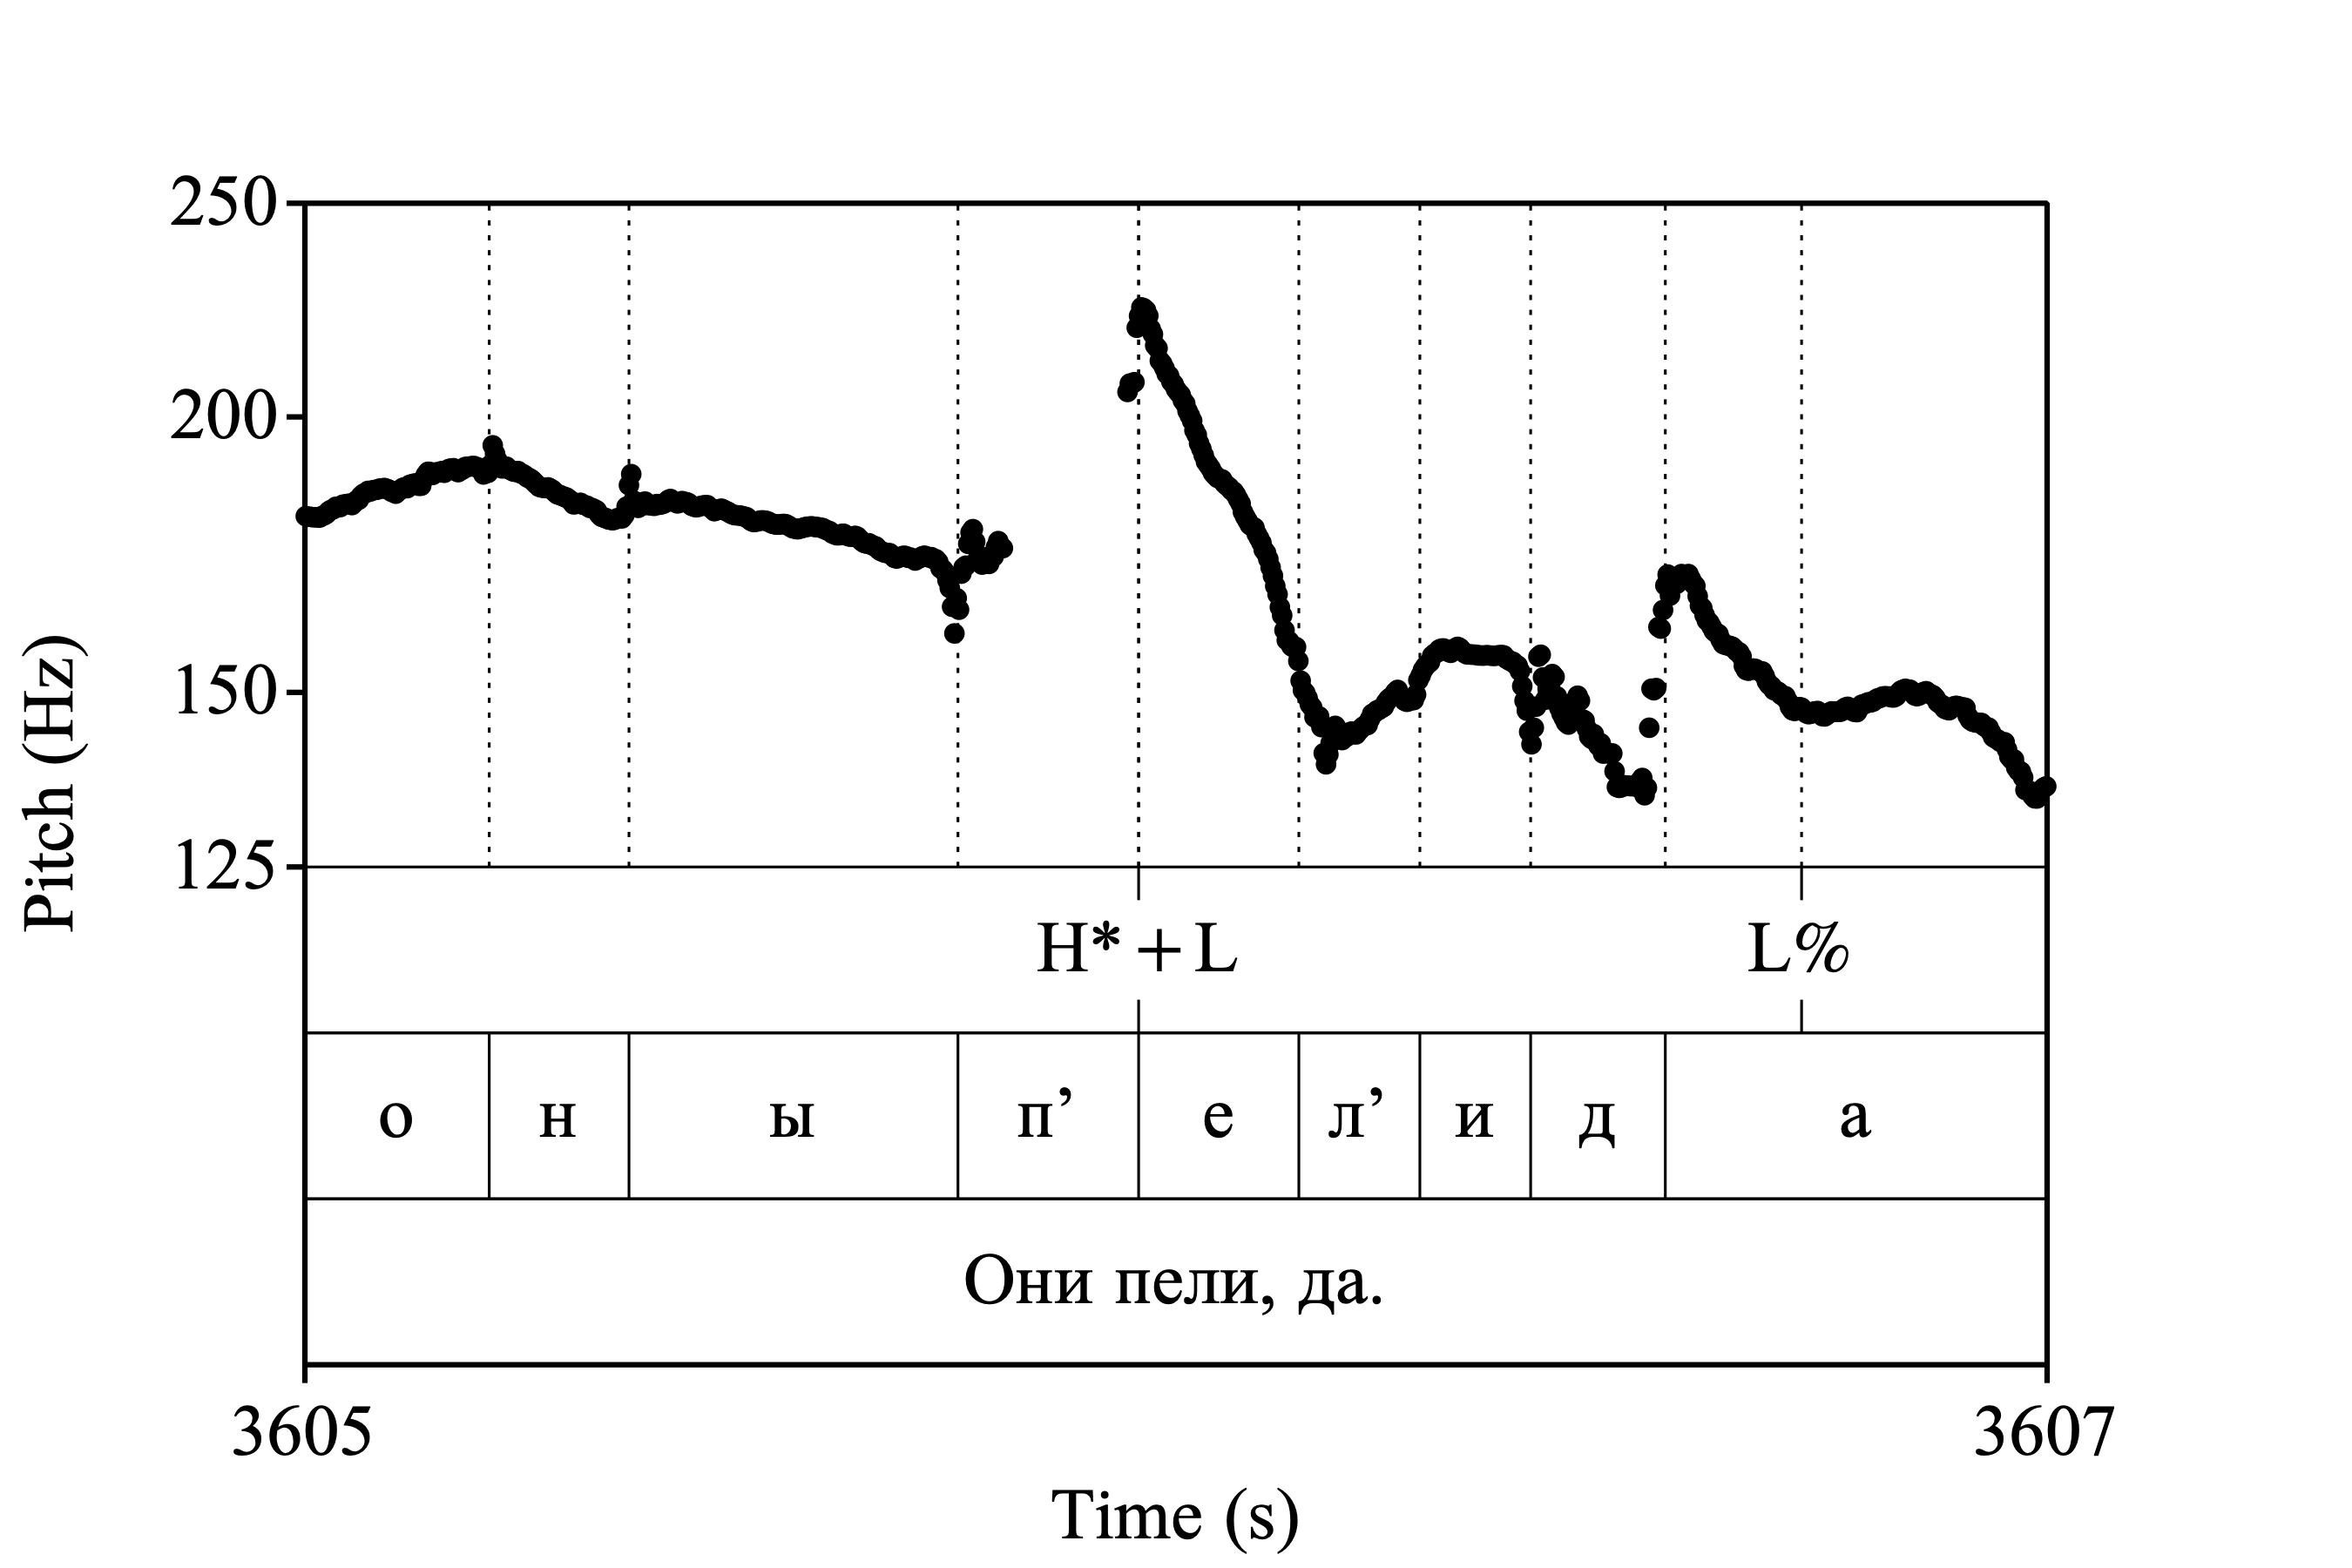 250
200
150
125
Pitch (Hz)
H*+L L%
о н ы п’ е л’ и д а
Они пели, да.
3605 3607
Time (s)